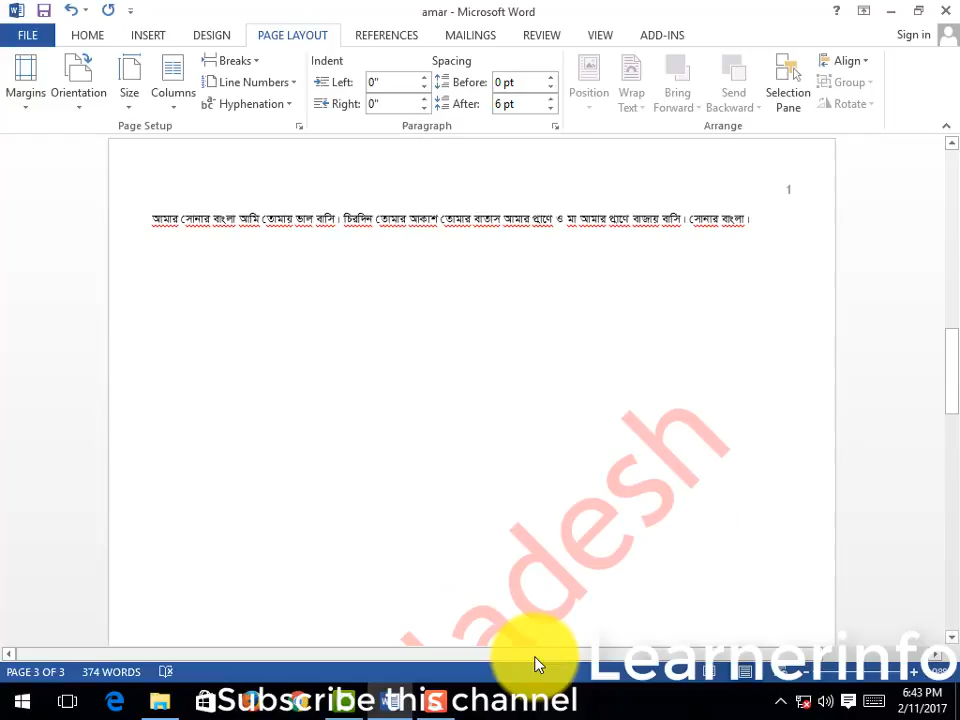 amar - Microsoft Word
?
Sign in
FILE
HOME
INSERT
DESIGN
PAGE LAYOUT
REFERENCES
MAILINGS
REVIEW
VIEW
ADD-INS
Margins
Orientation
Size
Columns
Breaks
Line Numbers
Hyphenation
Page Setup
Indent
Left: 0"
Right: 0"
Spacing
Before: 0 pt
After: 6 pt
Paragraph
Position
Wrap Text
Bring Forward
Send Backward
Selection Pane
Align
Group
Rotate
Arrange
1
আমার সোনার বাংলা আমি তোমায় ভাল বাসি। চিরদিন তোমার আকাশ তোমার বাতাস আমার প্রাণে ও মা আমার প্রাণে বাজায় বাসি। সোনার বাংলা।
ladesh
PAGE 3 OF 3
374 WORDS
Learnerinfo
Subscribe this channel
6:43 PM
2/11/2017